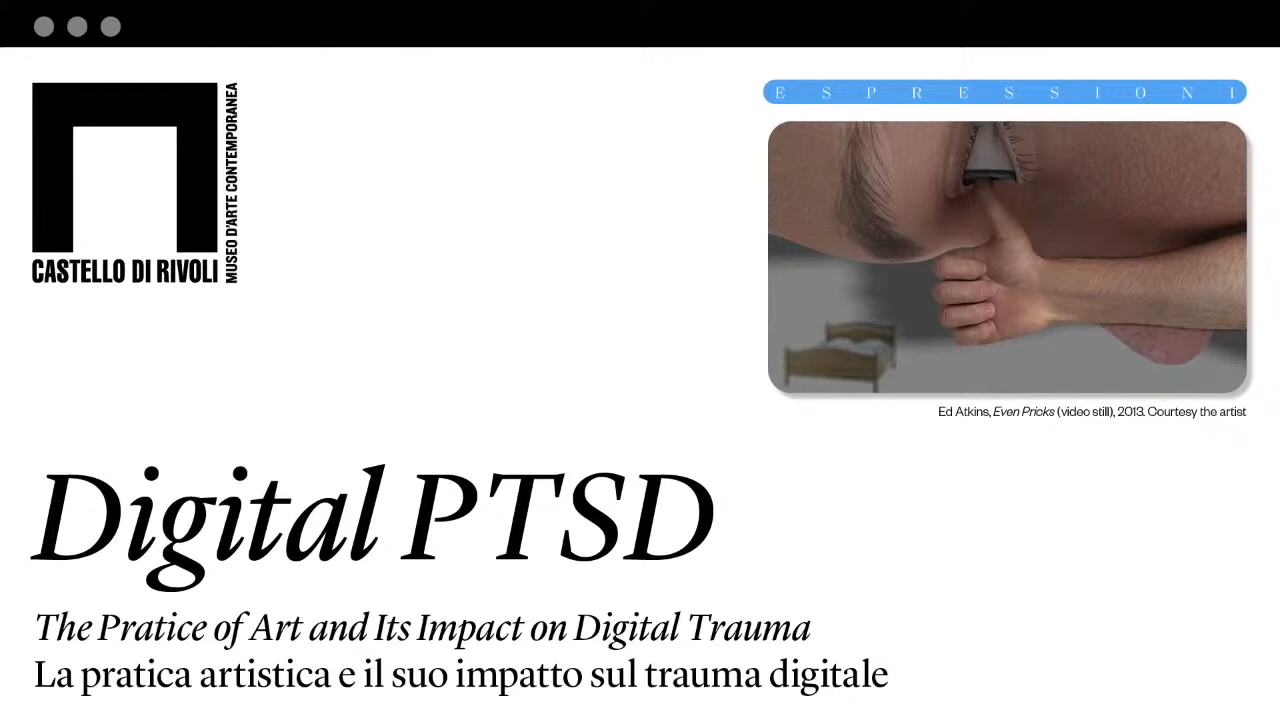 CASTELLO DI RIVOLI
MUSEO D'ARTE CONTEMPORANEA
ESPRESSIONI
Ed Atkins, Even Pricks (video still), 2013. Courtesy the artist
Digital PTSD
The Pratice of Art and Its Impact on Digital Trauma
La pratica artistica e il suo impatto sul trauma digitale